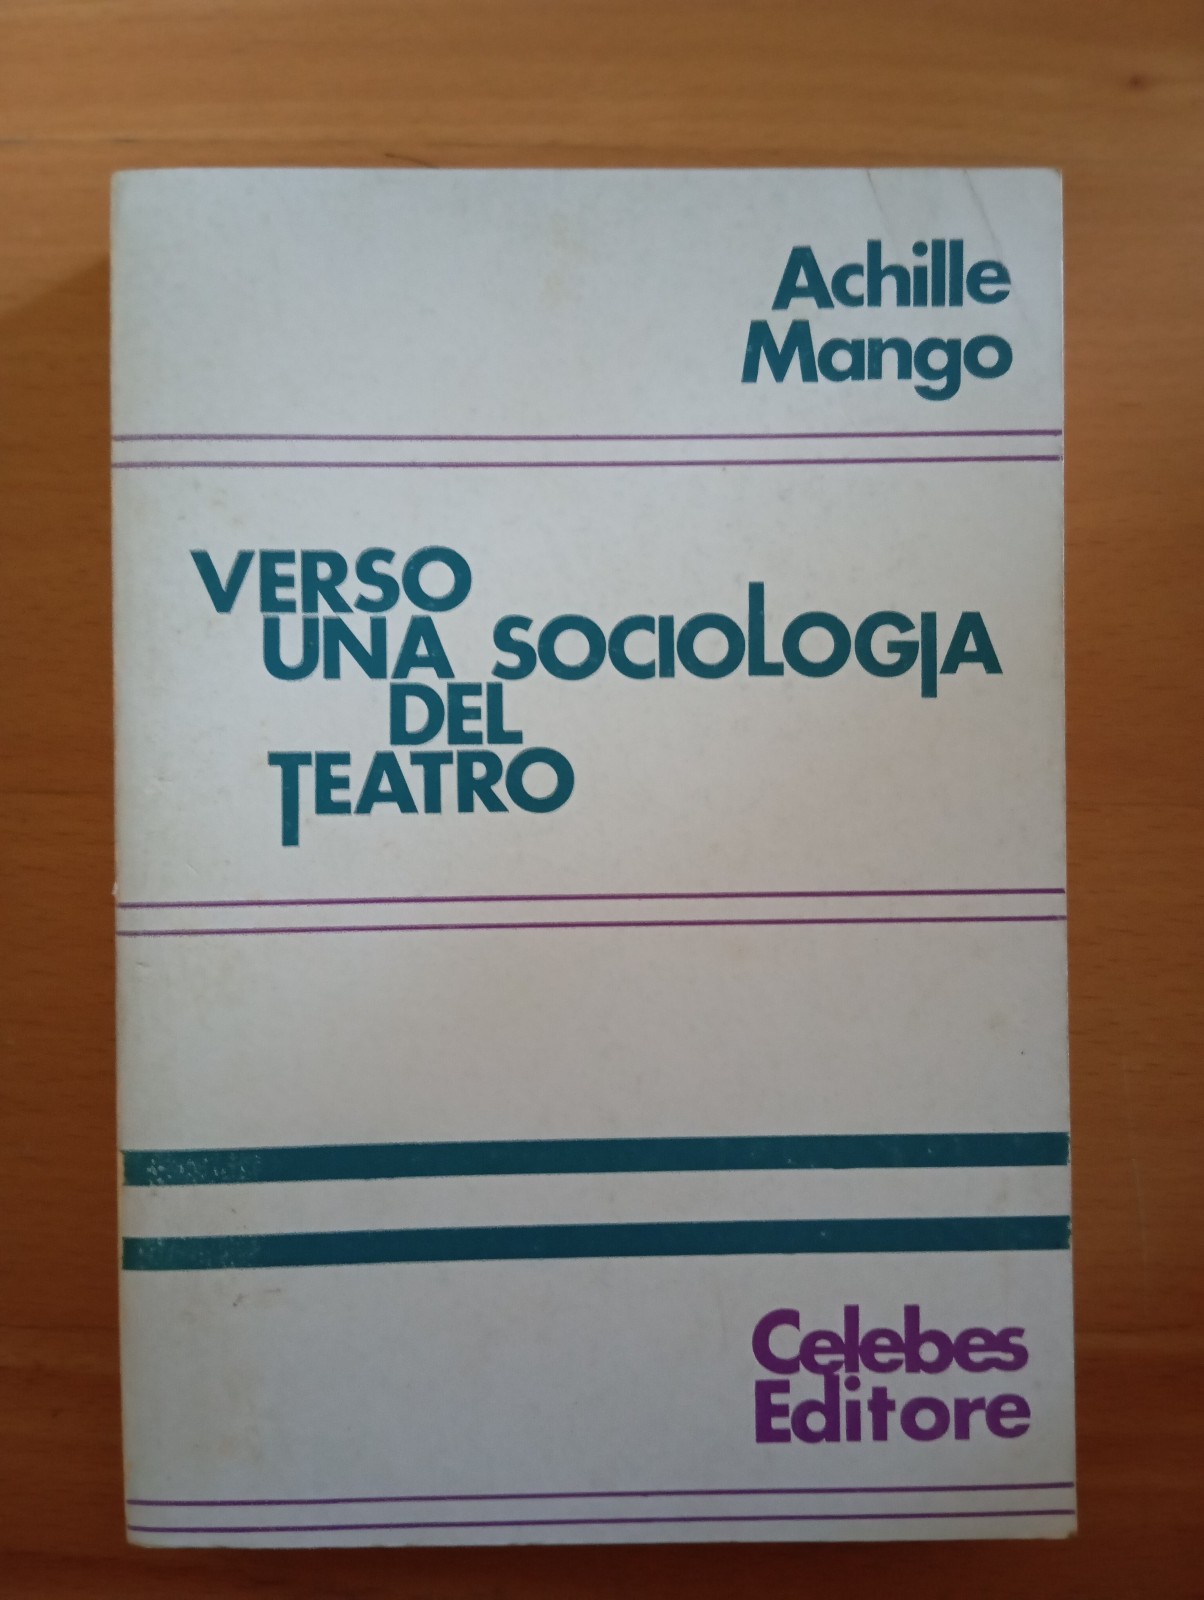 Achille
Mango
VERSO
UNA SOCIOLOGIA
DEL
TEATRO
Celebes
Editore